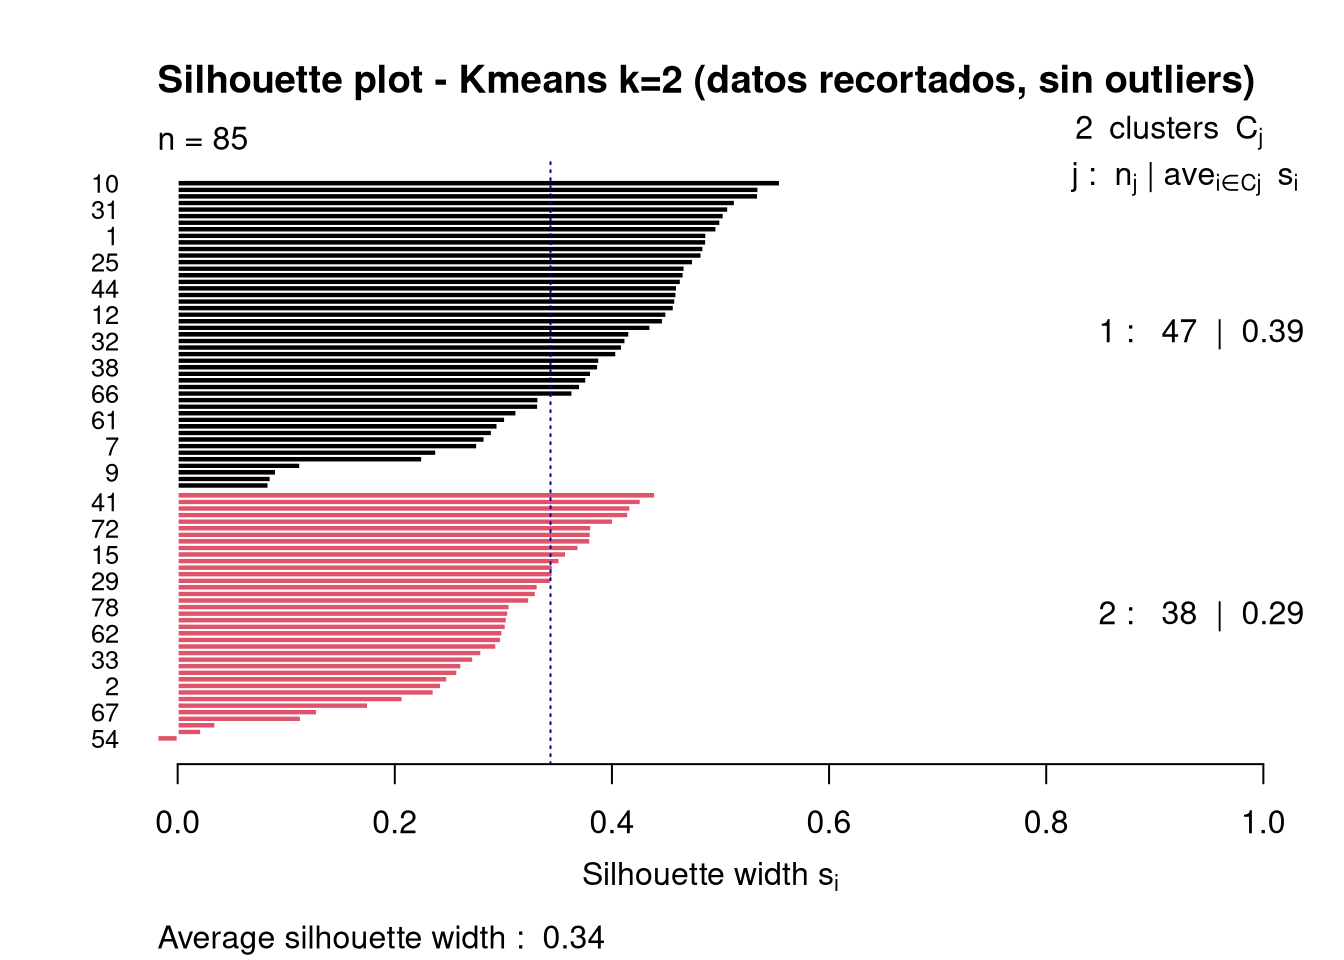 Silhouette plot - Kmeans k=2 (datos recortados, sin outliers)
n = 85
2 clusters Cj
j : nj | avei∈Cj si
10
31
1
25
44
12
32
38
66
61
7
9
41
72
15
29
78
62
33
2
67
54
1 : 47 | 0.39
2 : 38 | 0.29
0.0 0.2 0.4 0.6 0.8 1.0
Silhouette width si
Average silhouette width : 0.34